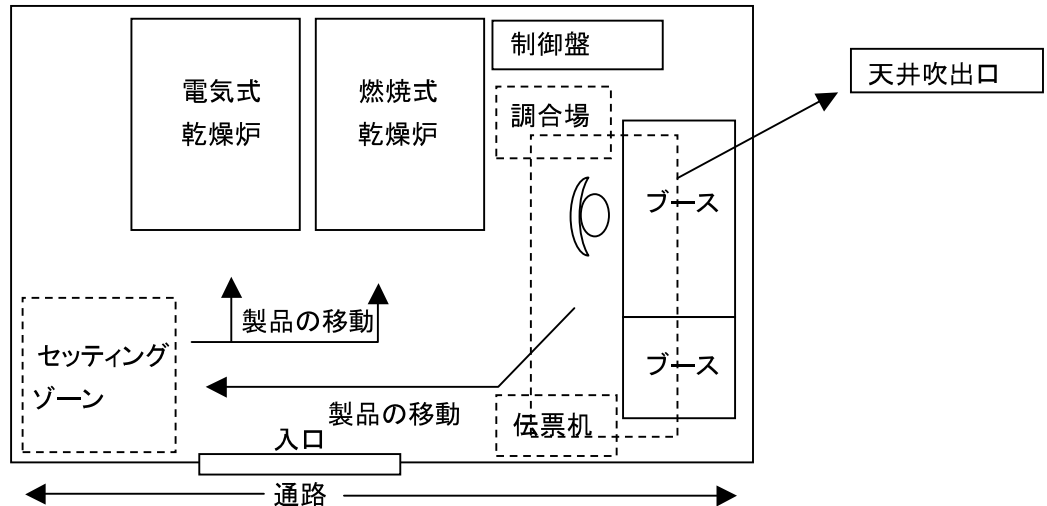 制御盤
天井吹出口
電気式
乾燥炉
燃焼式
乾燥炉
調合場
ブース
製品の移動
セッティング
ゾーン
ブース
製品の移動
伝票机
入口
通路